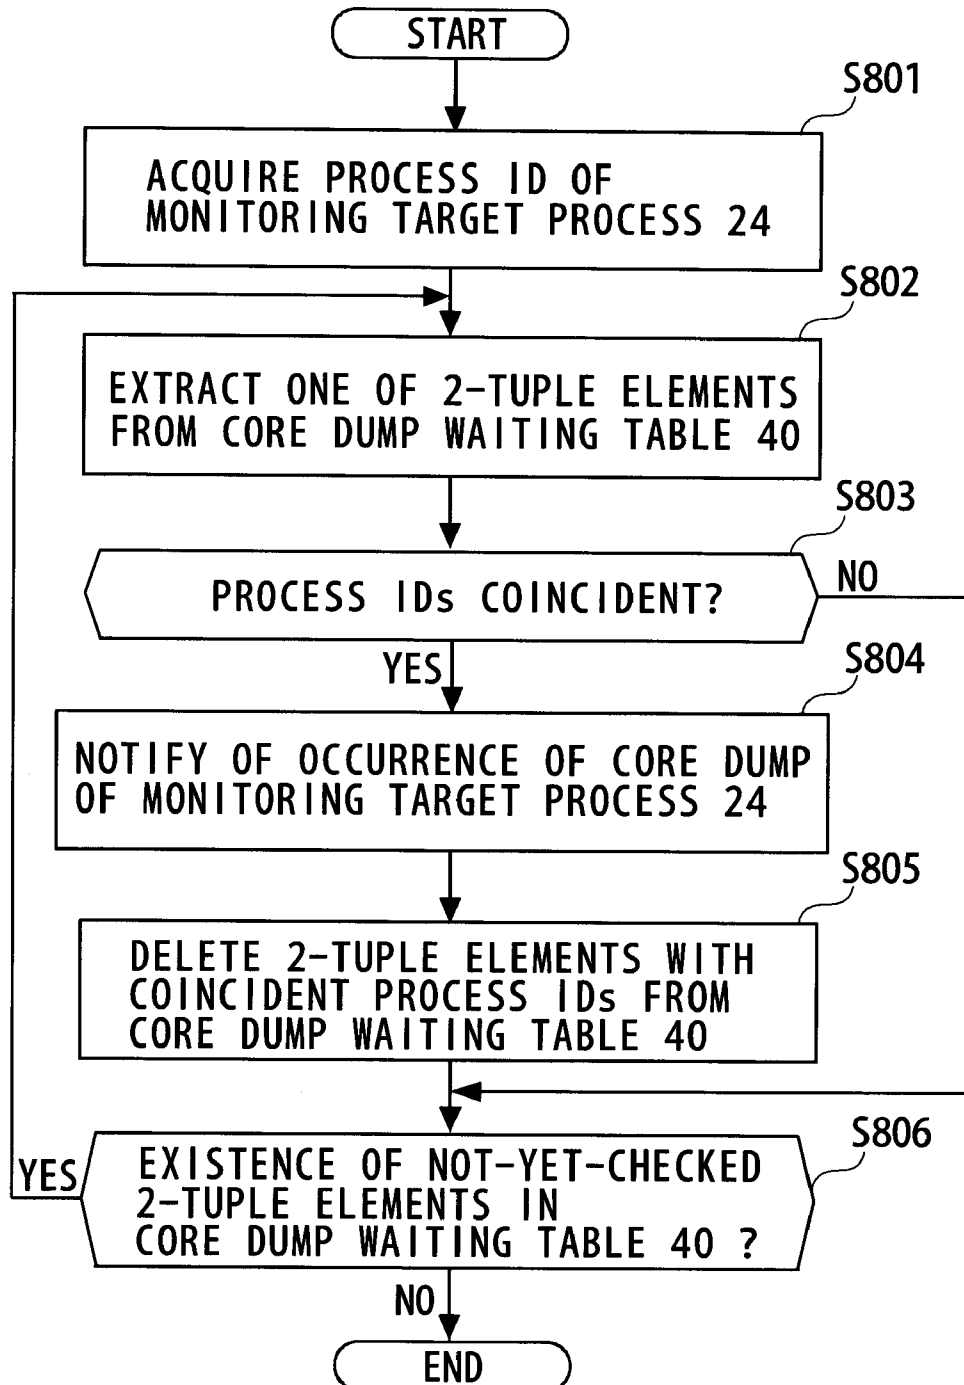 START
S801
ACQUIRE PROCESS ID OF
MONITORING TARGET PROCESS 24
S802
EXTRACT ONE OF 2-TUPLE ELEMENTS
FROM CORE DUMP WAITING TABLE 40
S803
PROCESS IDs COINCIDENT?
NO
YES
S804
NOTIFY OF OCCURRENCE OF CORE DUMP
OF MONITORING TARGET PROCESS 24
S805
DELETE 2-TUPLE ELEMENTS WITH
COINCIDENT PROCESS IDs FROM
CORE DUMP WAITING TABLE 40
S806
YES
EXISTENCE OF NOT-YET-CHECKED
2-TUPLE ELEMENTS IN
CORE DUMP WAITING TABLE 40 ?
NO
END